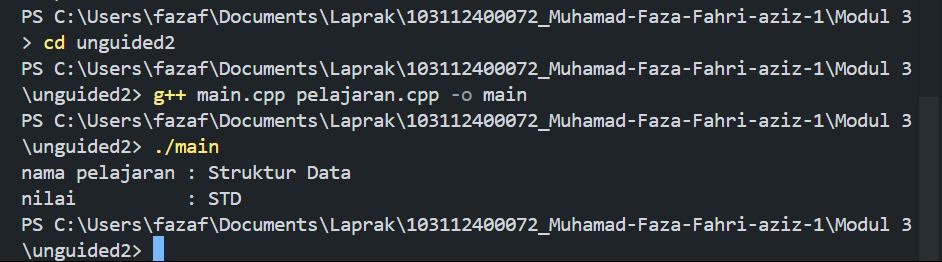 PS C:\Users\fazaf\Documents\Laprak\103112400072_Muhamad-Faza-Fahri-aziz-1\Modul 3
> cd unguided2
PS C:\Users\fazaf\Documents\Laprak\103112400072_Muhamad-Faza-Fahri-aziz-1\Modul 3
\unguided2> g++ main.cpp pelajaran.cpp -o main
PS C:\Users\fazaf\Documents\Laprak\103112400072_Muhamad-Faza-Fahri-aziz-1\Modul 3
\unguided2> ./main
nama pelajaran : Struktur Data
nilai          : STD
PS C:\Users\fazaf\Documents\Laprak\103112400072_Muhamad-Faza-Fahri-aziz-1\Modul 3
\unguided2>